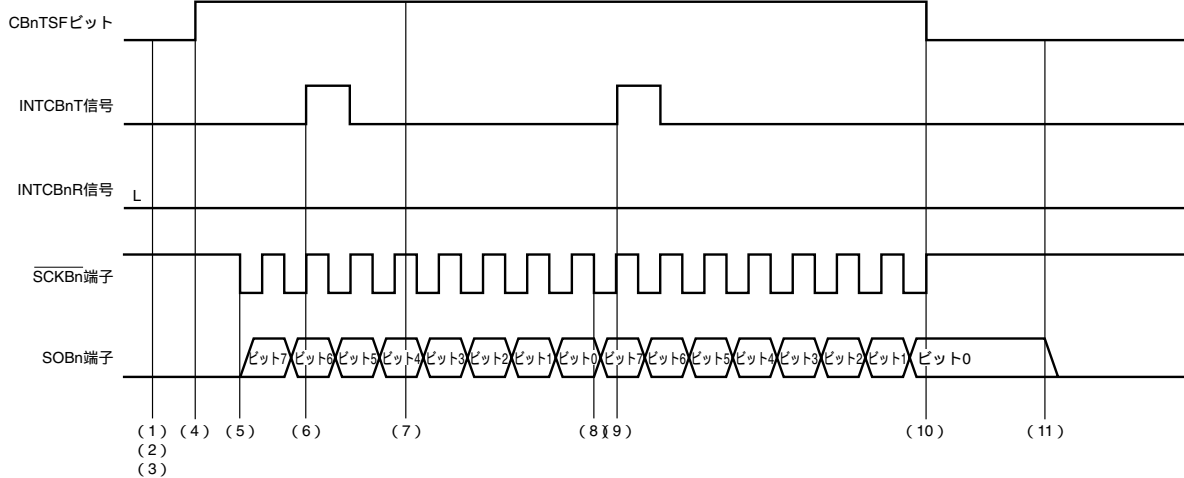 CBnTSFビット
INTCBnT信号
INTCBnR信号 L
SCKBn端子
SOBn端子 ビット7 ビット6 ビット5 ビット4 ビット3 ビット2 ビット1 ビット0 ビット7 ビット6 ビット5 ビット4 ビット3 ビット2 ビット1 ビット0
(1) (4) (5) (6) (7) (8) (9) (10) (11)
(2)
(3)